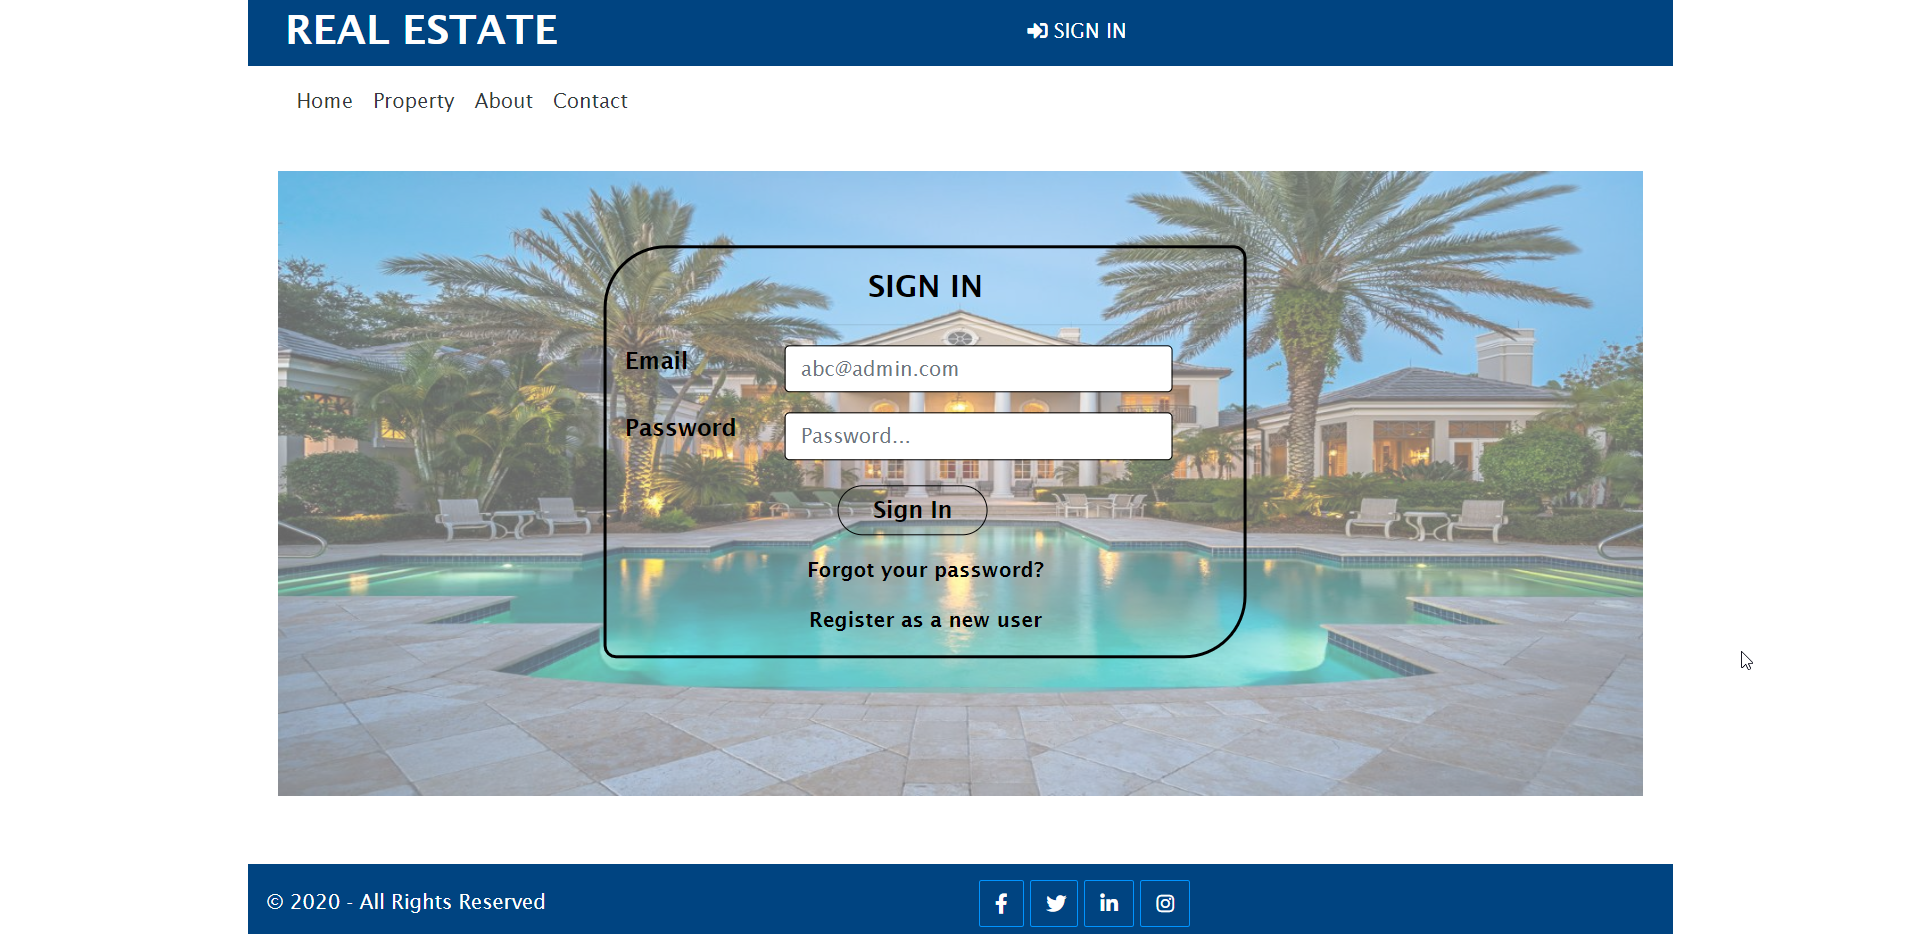 REAL ESTATE
SIGN IN
Home Property About Contact
SIGN IN
Email
abc@admin.com
Password
Password...
Sign In
Forgot your password?
Register as a new user
© 2020 - All Rights Reserved